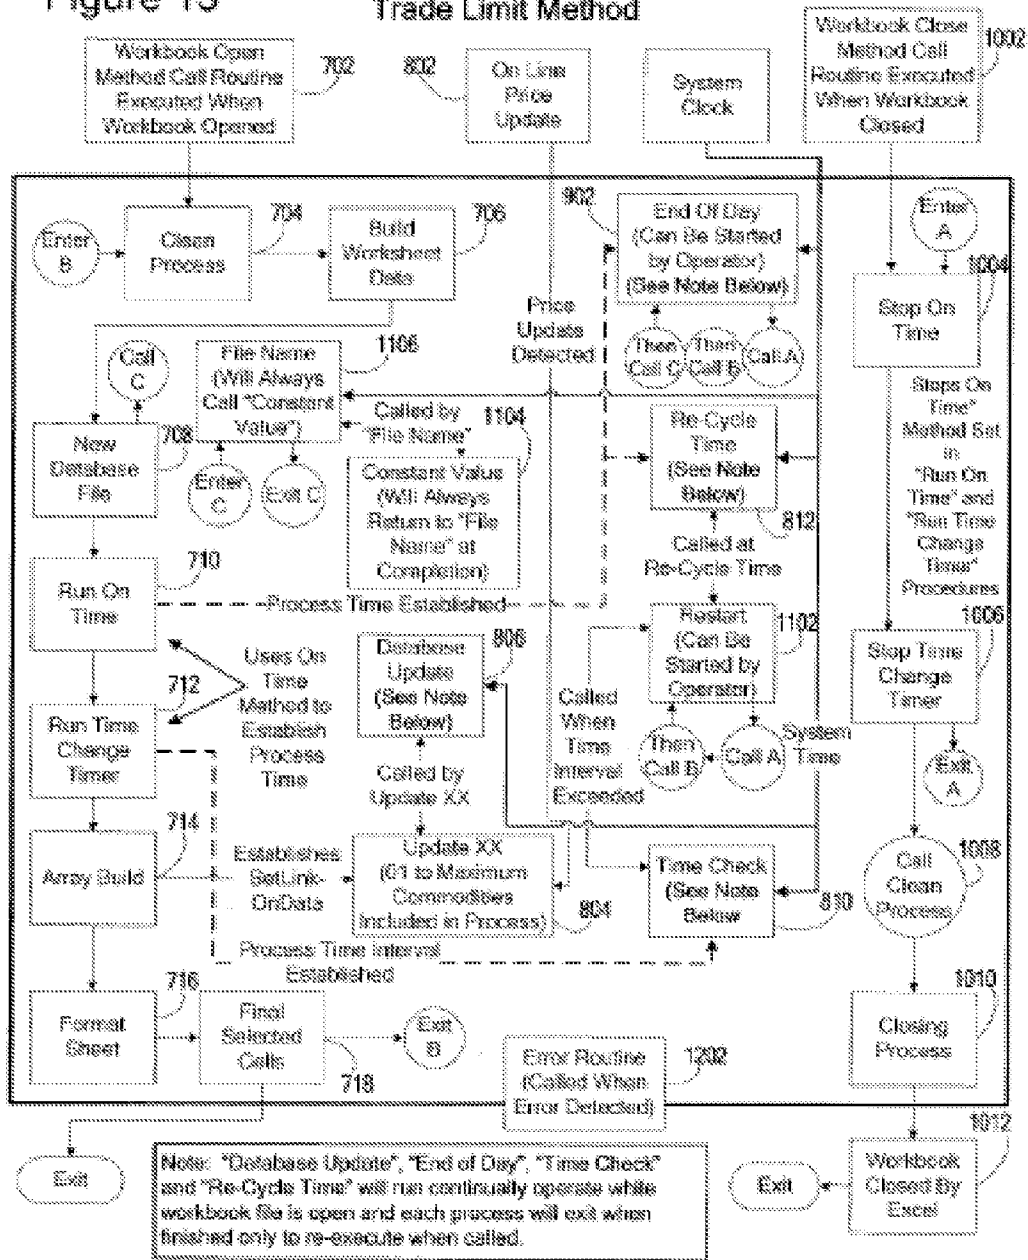 Figure 13
Trade Limit Method
Workbook Open
Method Call Routine
Executed When
Workbook Opened
702
802
On Line
Price
Update
System
Clock
Workbook Close
Method Call
Routine Executed
When Workbook
Closed
1002
Enter
B
Clean
Process
704
Build
Worksheet
Data
706
902
End Of Day
(Can Be Started
by Operator)
(See Note Below)
Enter
A
1004
Stop On
Time
Price
Update
Detected
Then
Call C
Then
Call B
Call A
Call
C
File Name
(Will Always
Call "Constant
Value")
1106
Called by
"File Name"
1104
New
Database
File
708
Enter
C
Exit C
Constant Value
(Will Always
Return to "File
Name" at
Completion)
Re-Cycle
Time
(See Note
Below)
812
Stops On
Time"
Method Set
in
"Run On
Time" and
"Run Time
Change
Timer"
Procedures
Called at
Re-Cycle Time
Run On
Time
710
Process Time Established
Restart
(Can Be
Started by
Operator)
1102
1006
Stop Time
Change
Timer
Database
Update
(See Note
Below)
806
Uses On
Time
Method to
Establish
Process
Time
712
Run Time
Change
Timer
Called
When
Time
Interval
Exceeded
Then
Call B
Call A
System
Time
Exit
A
Called by
Update XX
714
Array Build
Establishes
SetLink-
OnData
Update XX
(01 to Maximum
Commodities
Included in Process)
804
Time Check
(See Note
Below
810
Call
Clean
Process
1008
Process Time Interval
Established
716
Format
Sheet
Final
Selected
Cells
718
Exit
B
Error Routine
(Called When
Error Detected)
1202
1010
Closing
Process
1012
Exit
Note: "Database Update", "End of Day", "Time Check"
and "Re-Cycle Time" will run continually operate while
workbook file is open and each process will exit when
finished only to re-execute when called.
Exit
Workbook
Closed By
Excel